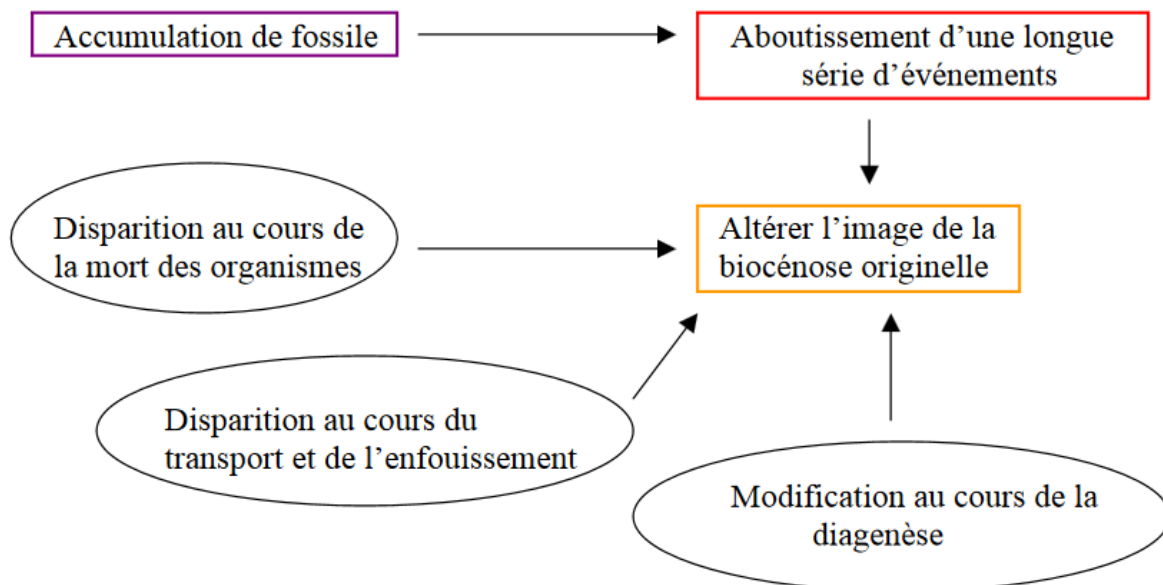 Accumulation de fossile
Aboutissement d’une longue
série d’événements
Disparition au cours de
la mort des organismes
Altérer l’image de la
biocénose originelle
Disparition au cours du
transport et de l’enfouissement
Modification au cours de la
diagenèse